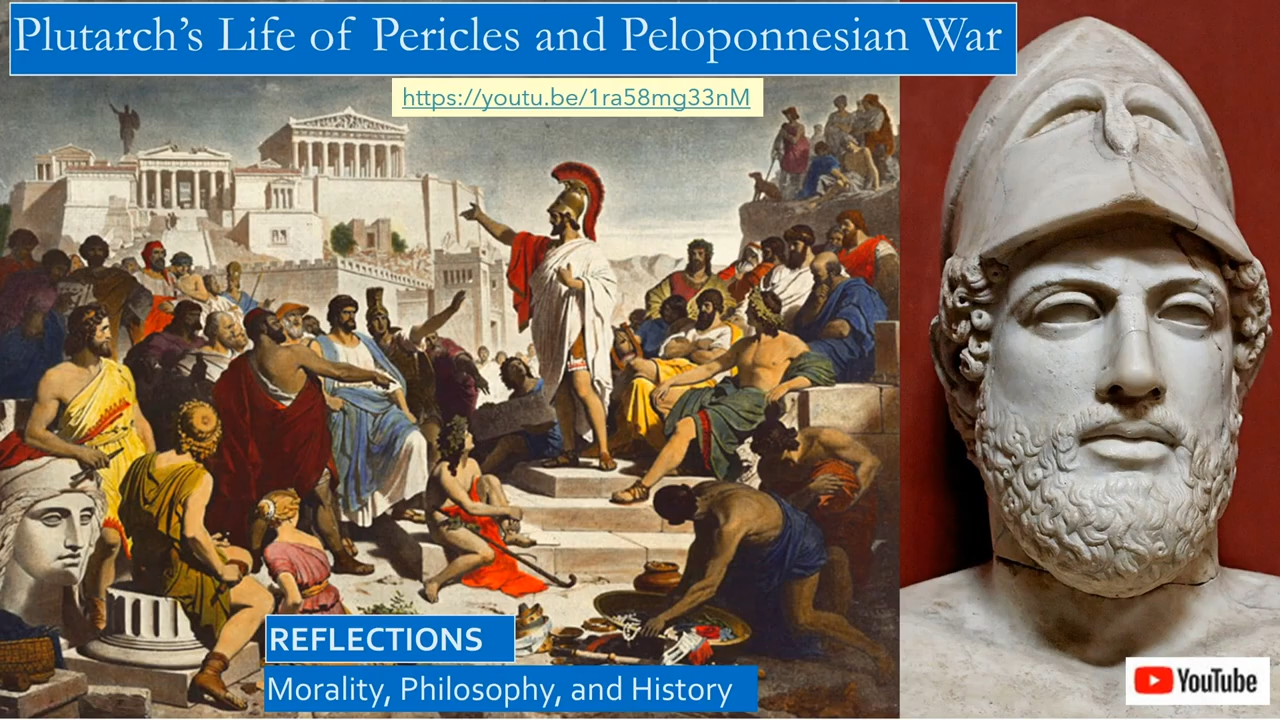 Plutarch’s Life of Pericles and Peloponnesian War
https://youtu.be/1ra58mg33nM
REFLECTIONS
Morality, Philosophy, and History
YouTube